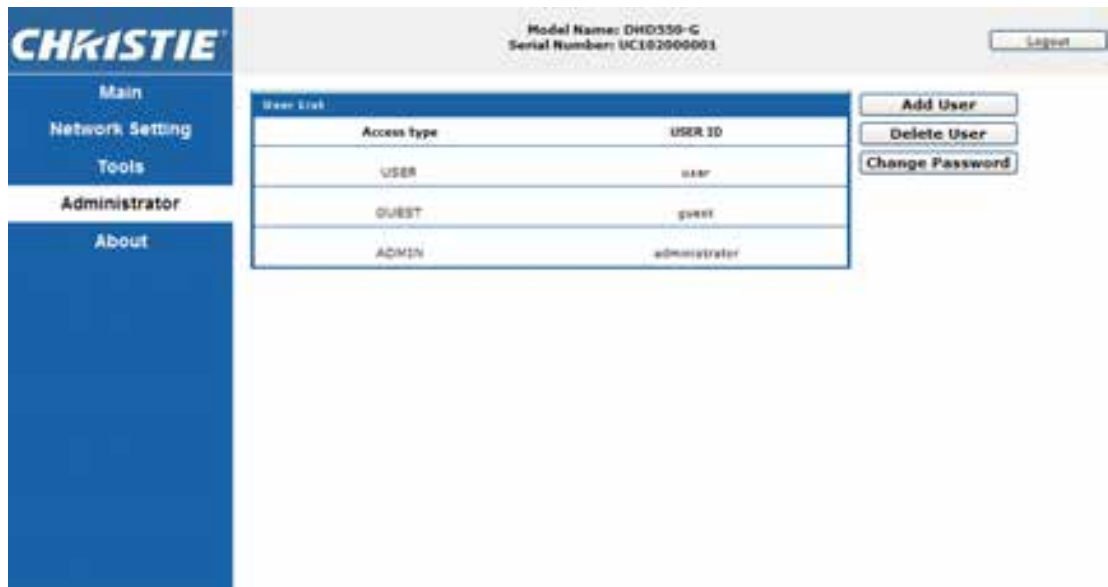 CHRISTIE
Model Name: DHD550-G
Serial Number: UC102000001
Logout
Main
Network Setting
Tools
Administrator
About
User List
Access type USER ID
USER user
GUEST guest
ADMIN administrator
Add User
Delete User
Change Password